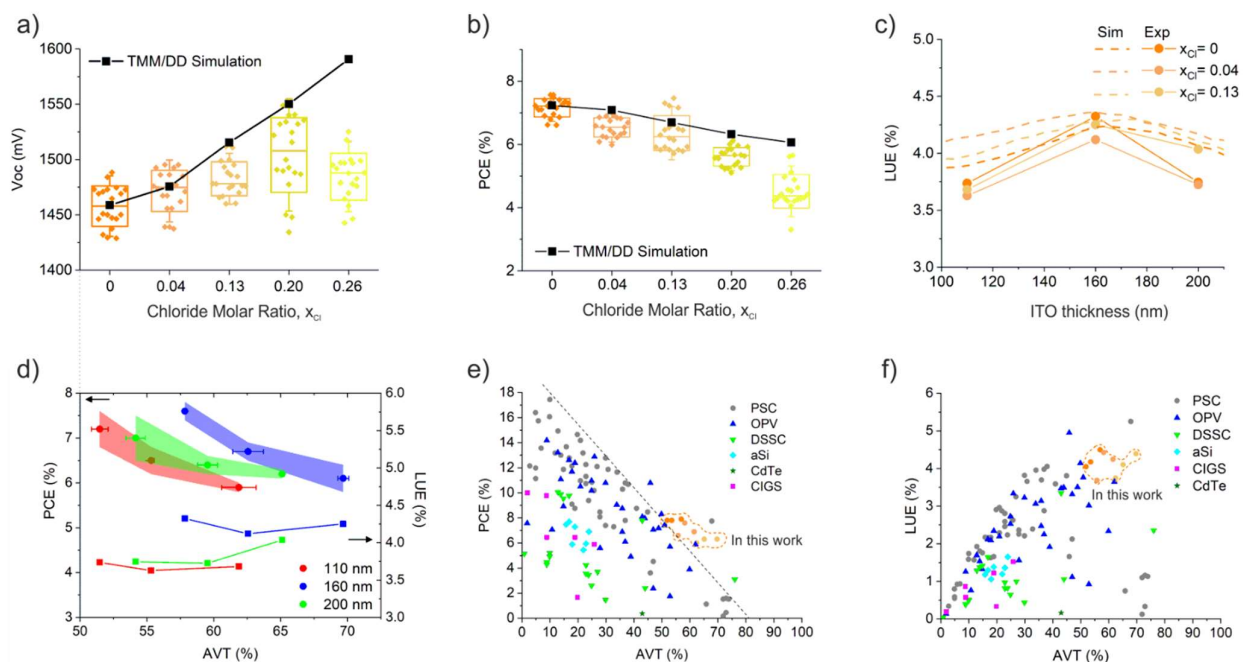 a)
1600
1550
1500
1450
1400
Voc (mV)
TMM/DD Simulation
0 0.04 0.13 0.20 0.26
Chloride Molar Ratio, xCl
b)
10
8
6
4
2
PCE (%)
TMM/DD Simulation
0 0.04 0.13 0.20 0.26
Chloride Molar Ratio, xCl
c)
5.0
4.5
4.0
3.5
3.0
LUE (%)
Sim Exp
xCl= 0
xCl= 0.04
xCl= 0.13
120 140 160 180 200
ITO thickness (nm)
d)
8
7
6
5
4
3
PCE (%)
6.0
5.5
5.0
4.5
4.0
3.5
3.0
LUE (%)
110 nm
160 nm
200 nm
50 55 60 65 70
AVT (%)
e)
18
16
14
12
10
8
6
4
2
0
PCE (%)
PSC
OPV
DSSC
aSi
CdTe
CIGS
In this work
0 10 20 30 40 50 60 70 80 90 100
AVT (%)
f)
6
5
4
3
2
1
0
LUE (%)
PSC
OPV
DSSC
aSi
CIGS
CdTe
In this work
0 10 20 30 40 50 60 70 80 90 100
AVT (%)